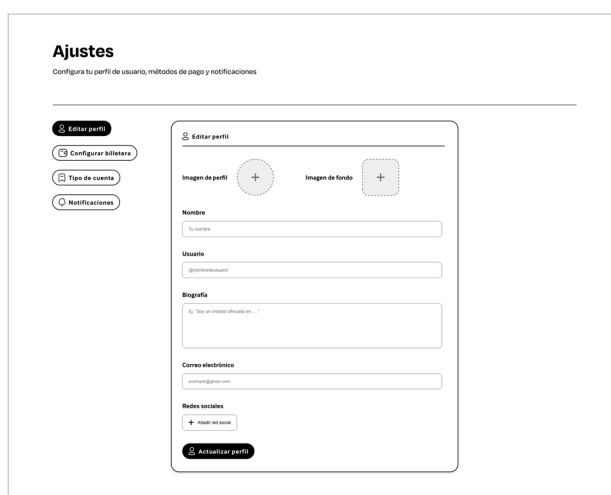 Ajustes
Configura tu perfil de usuario, métodos de pago y notificaciones
Editar perfil
Configurar billetera
Tipo de cuenta
Notificaciones
Editar perfil
Imagen de perfil
Imagen de fondo
Nombre
Tu nombre
Usuario
@nombredeusuario
Biografía
Ej. "Soy un creador afincado en ... "
Correo electrónico
example@gmail.com
Redes sociales
+ Añadir red social
Actualizar perfil